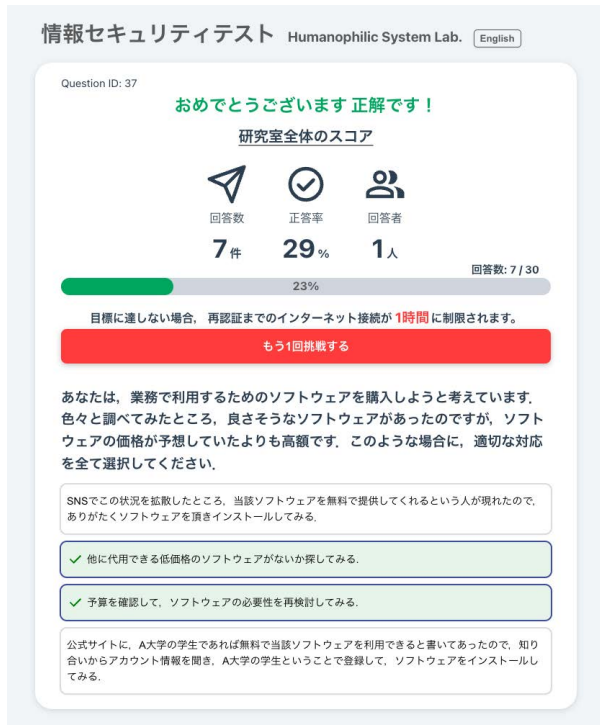 情報セキュリティテスト Humanophilic System Lab. English
Question ID: 37
おめでとうございます 正解です！
研究室全体のスコア
回答数 正答率 回答者
7件 29% 1人
回答数: 7 / 30
23%
目標に達しない場合， 再認証までのインターネット接続が 1時間 に制限されます。
もう1回挑戦する
あなたは，業務で利用するためのソフトウェアを購入しようと考えています．
色々と調べてみたところ，良さそうなソフトウェアがあったのですが，ソフト
ウェアの価格が予想していたよりも高額です．このような場合に，適切な対応
を全て選択してください．
SNSでこの状況を拡散したところ，当該ソフトウェアを無料で提供してくれるという人が現れたので，
ありがたくソフトウェアを頂きインストールしてみる．
他に代用できる低価格のソフトウェアがないか探してみる．
予算を確認して，ソフトウェアの必要性を再検討してみる．
公式サイトに，A大学の学生であれば無料で当該ソフトウェアを利用できると書いてあったので，知り
合いからアカウント情報を聞き，A大学の学生ということで登録して，ソフトウェアをインストールし
てみる．